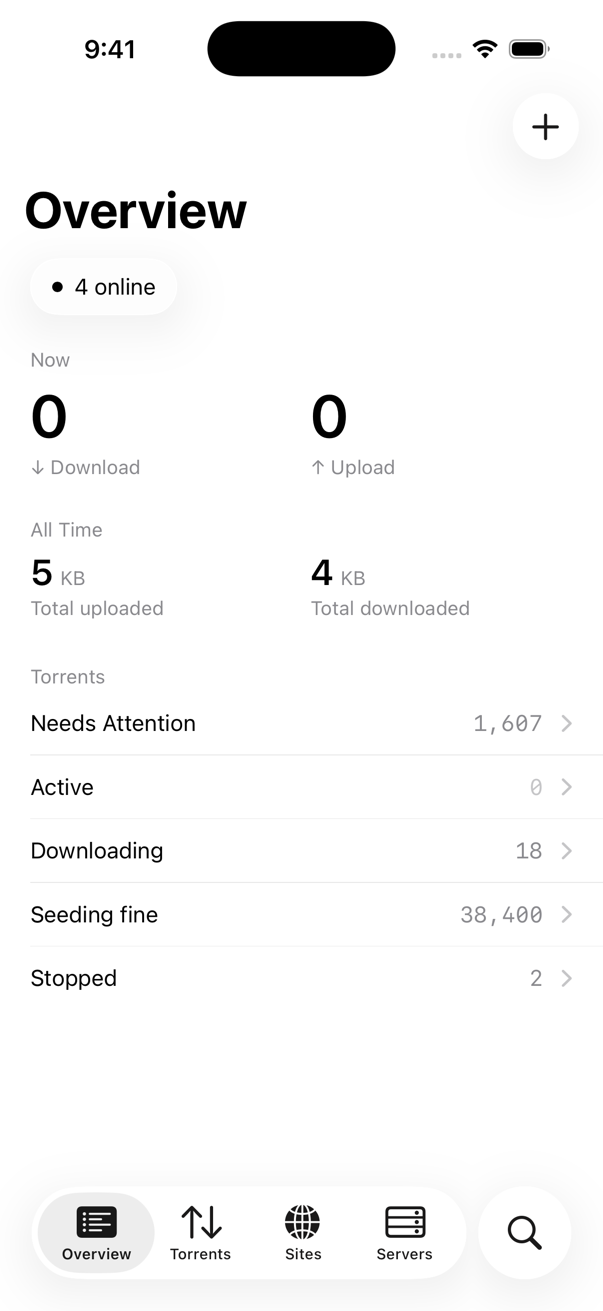 9:41
Overview
4 online
Now
0 0
↓ Download ↑ Upload
All Time
5 KB 4 KB
Total uploaded Total downloaded
Torrents
Needs Attention 1,607
Active 0
Downloading 18
Seeding fine 38,400
Stopped 2
Overview Torrents Sites Servers